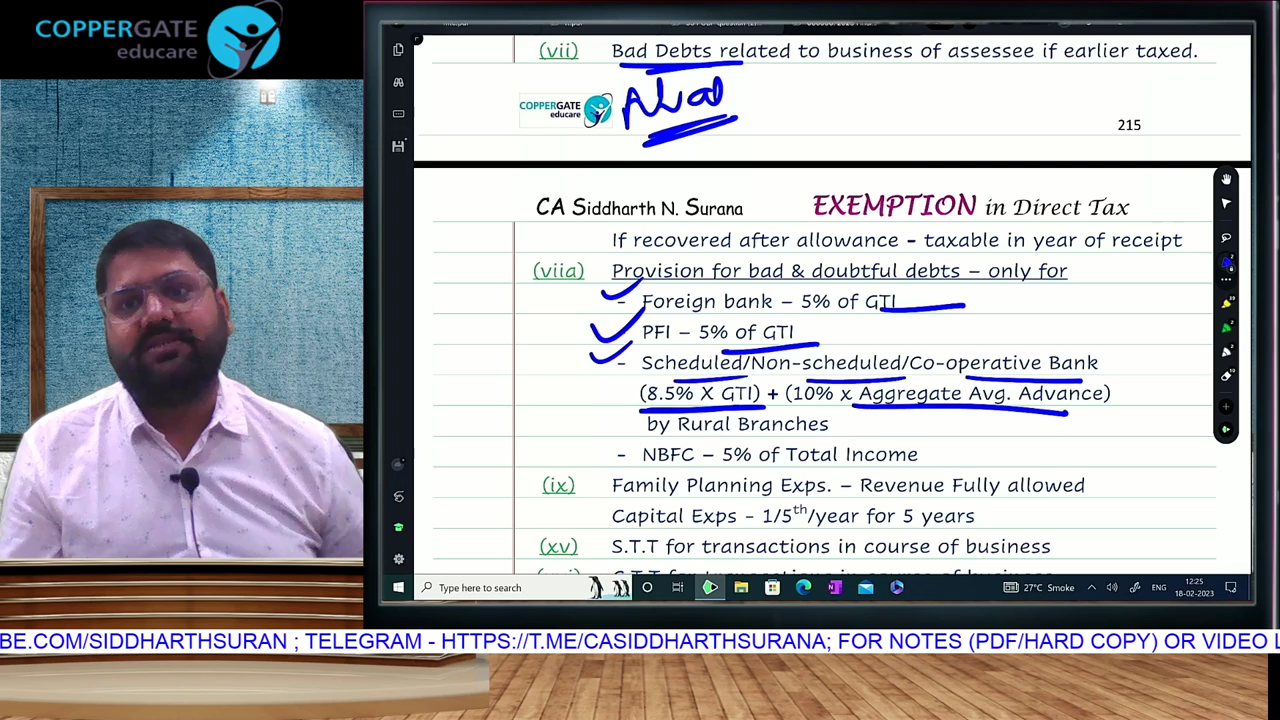 COPPERGATE
educare
(vii) Bad Debts related to business of assessee if earlier taxed.
COPPERGATE
educare
215
CA Siddharth N. Surana EXEMPTION in Direct Tax
If recovered after allowance - taxable in year of receipt
(viia) Provision for bad & doubtful debts – only for
- Foreign bank – 5% of GTI
- PFI – 5% of GTI
- Scheduled/Non-scheduled/Co-operative Bank
(8.5% X GTI) + (10% x Aggregate Avg. Advance)
by Rural Branches
- NBFC – 5% of Total Income
(ix) Family Planning Exps. – Revenue Fully allowed
Capital Exps - 1/5th/year for 5 years
(xv) S.T.T for transactions in course of business
Type here to search
27°C Smoke
ENG
12:25
18-02-2023
BE.COM/SIDDHARTHSURAN ; TELEGRAM - HTTPS://T.ME/CASIDDHARTHSURANA; FOR NOTES (PDF/HARD COPY) OR VIDEO L